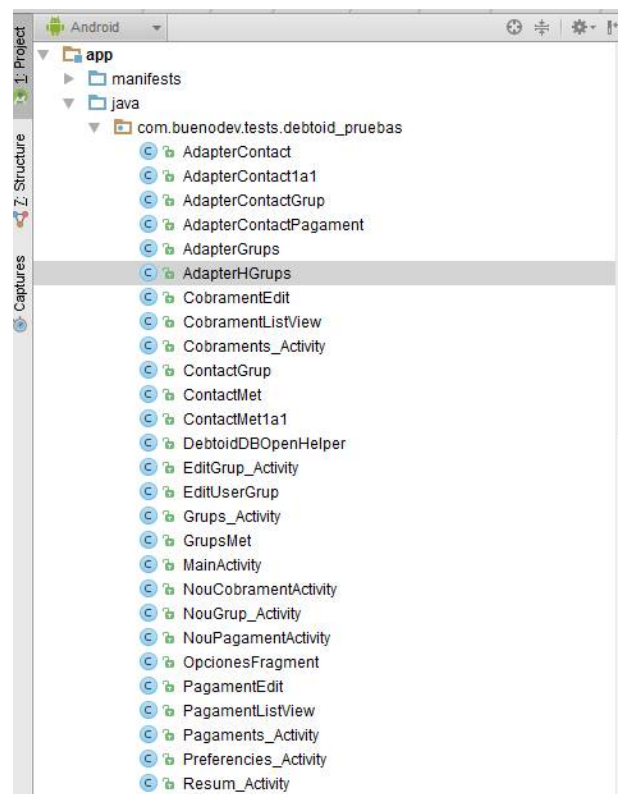 Android
1: Project
app
manifests
java
com.buenodev.tests.debtoid_pruebas
AdapterContact
AdapterContact1a1
AdapterContactGrup
AdapterContactPagament
AdapterGrups
AdapterHGrups
CobramentEdit
CobramentListView
Cobraments_Activity
ContactGrup
ContactMet
ContactMet1a1
DebtoidDBOpenHelper
EditGrup_Activity
EditUserGrup
Grups_Activity
GrupsMet
MainActivity
NouCobramentActivity
NouGrup_Activity
NouPagamentActivity
OpcionesFragment
PagamentEdit
PagamentListView
Pagaments_Activity
Preferencies_Activity
Resum_Activity
Z: Structure
Captures